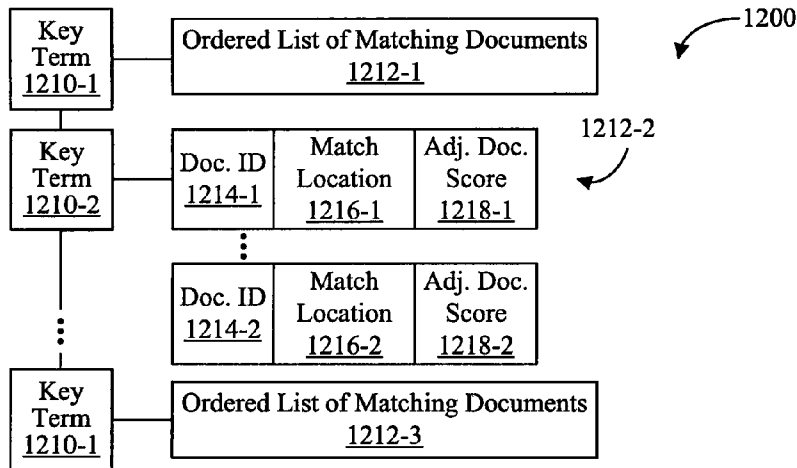 1200
Key
Term
1210-1
Ordered List of Matching Documents
1212-1
1212-2
Key
Term
1210-2
Doc. ID
1214-1
Match
Location
1216-1
Adj. Doc.
Score
1218-1
Doc. ID
1214-2
Match
Location
1216-2
Adj. Doc.
Score
1218-2
Key
Term
1210-1
Ordered List of Matching Documents
1212-3